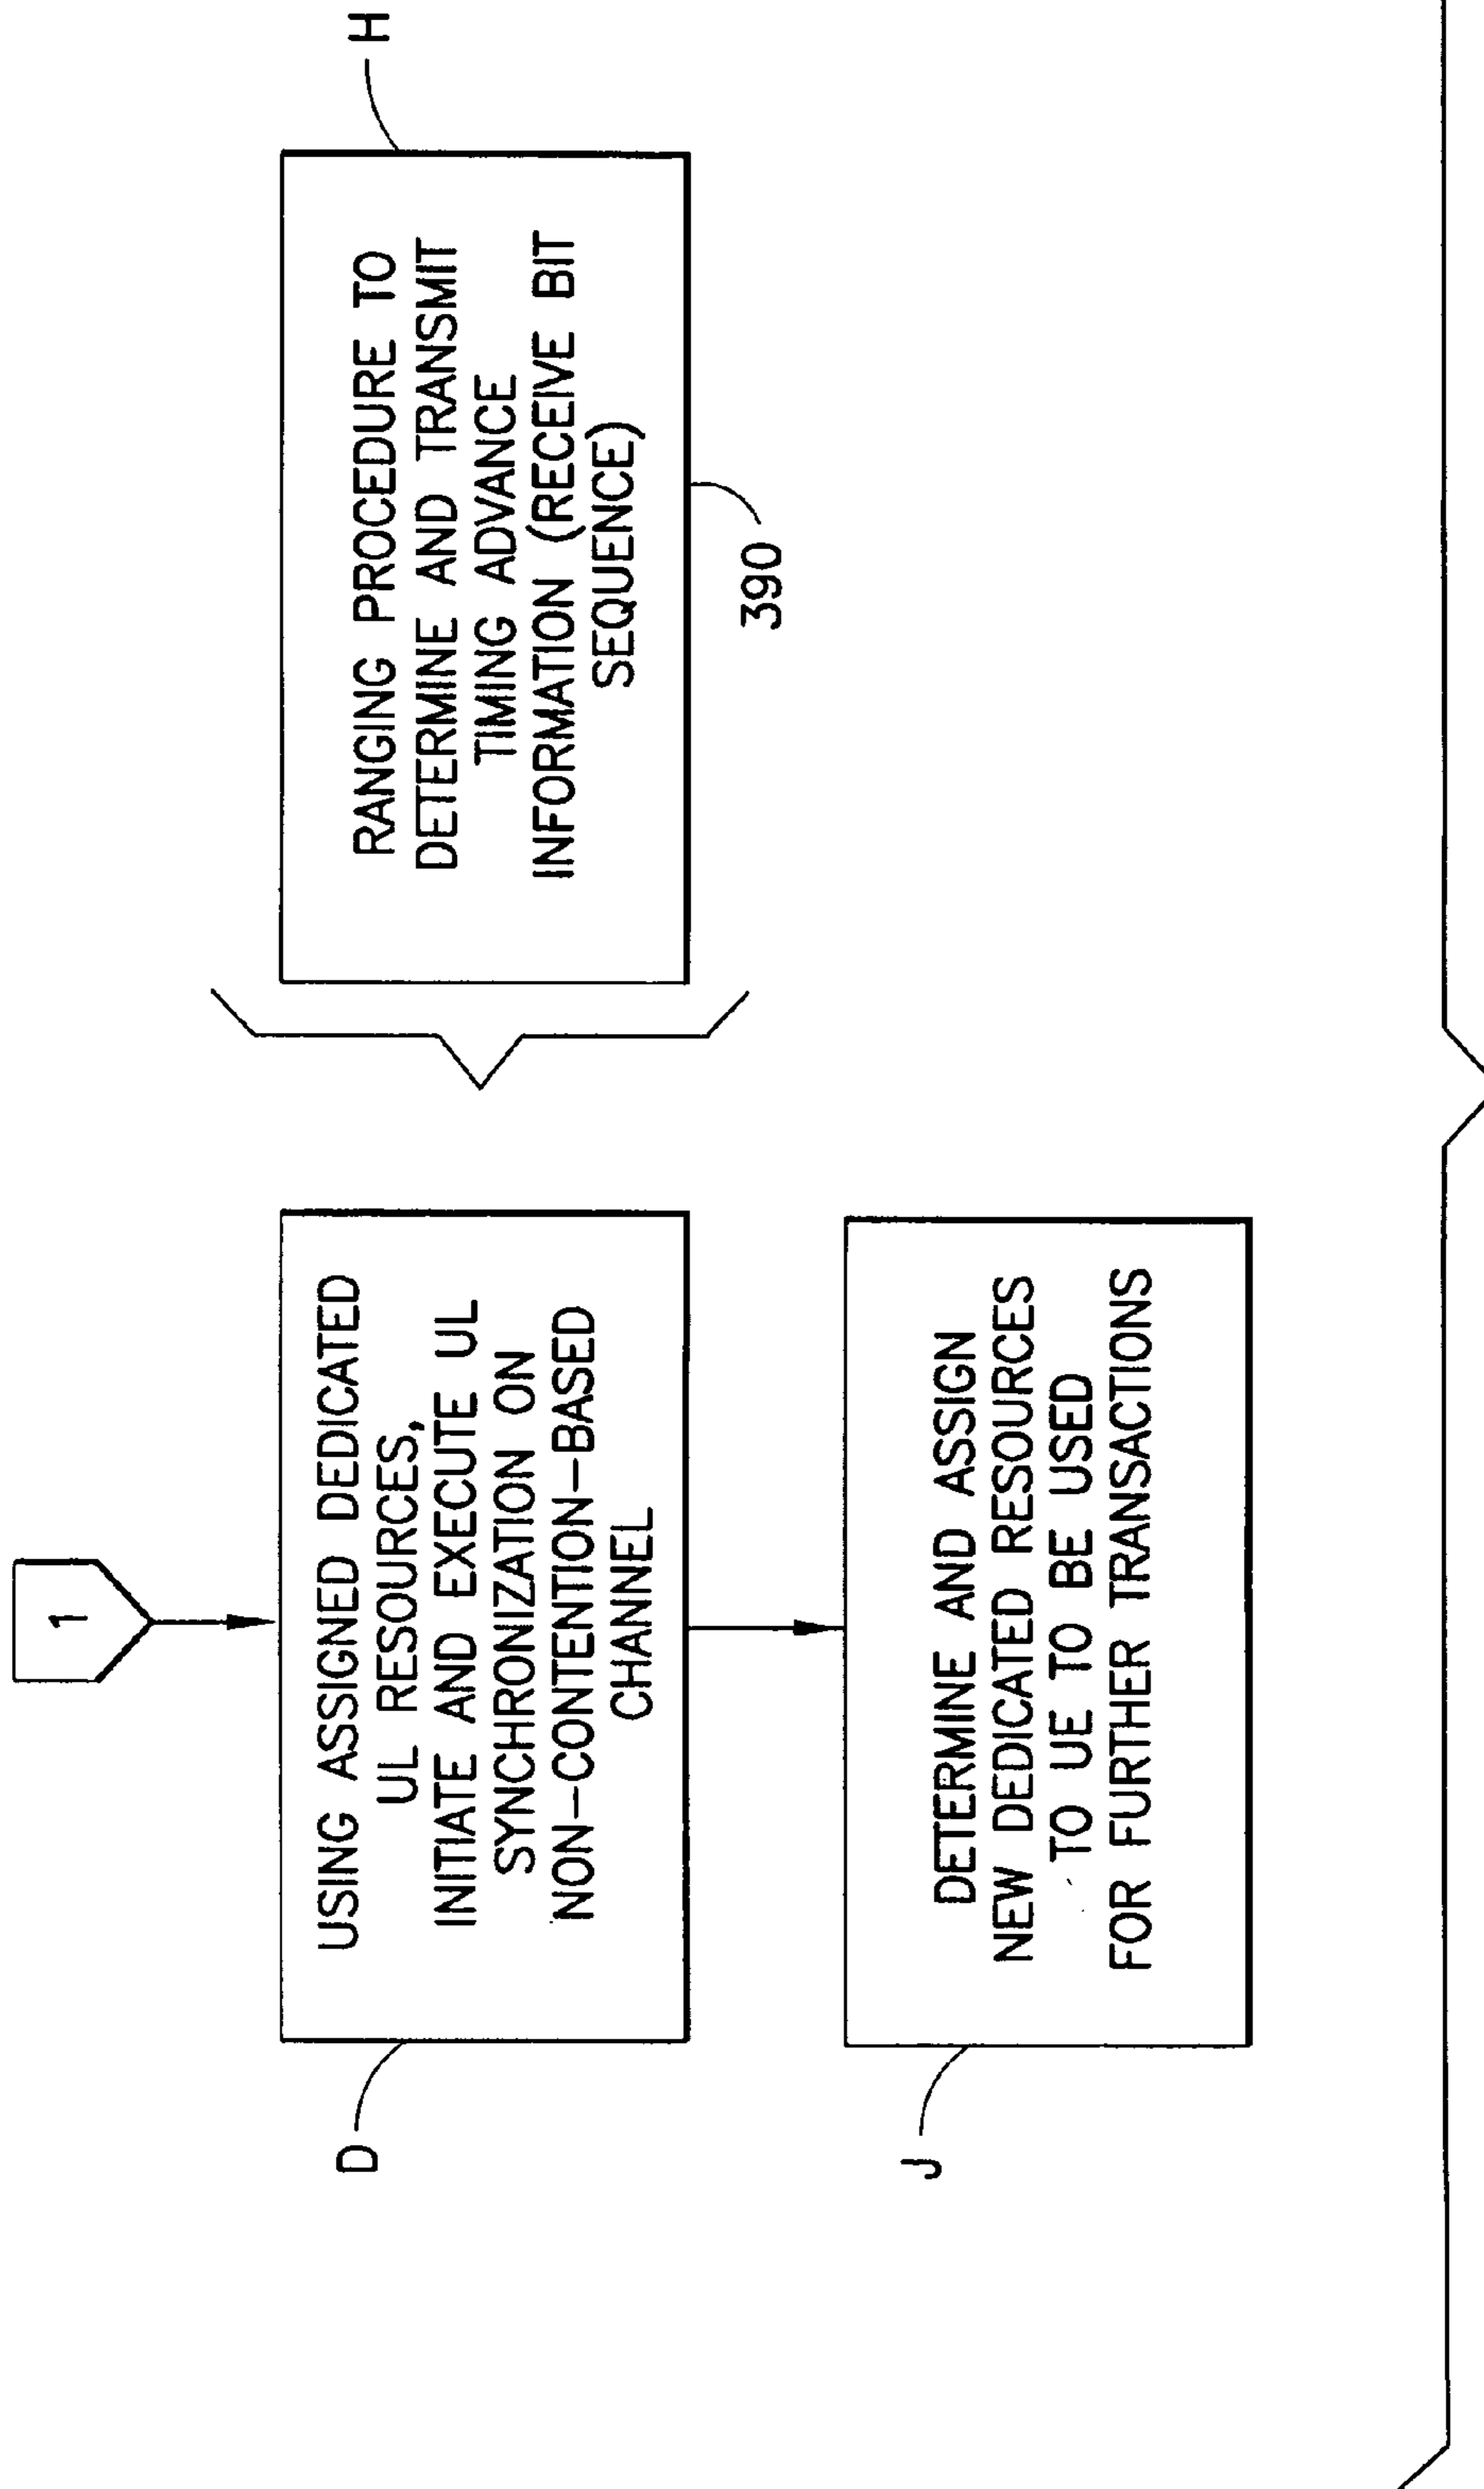 1
D
USING ASSIGNED DEDICATED
UL RESOURCES,
INITIATE AND EXECUTE UL
SYNCHRONIZATION ON
NON-CONTENTION-BASED
CHANNEL
RANGING PROCEDURE TO
DETERMINE AND TRANSMIT
TIMING ADVANCE
INFORMATION (RECEIVE BIT
SEQUENCE)
H
390
J
DETERMINE AND ASSIGN
NEW DEDICATED RESOURCES
TO UE TO BE USED
FOR FURTHER TRANSACTIONS